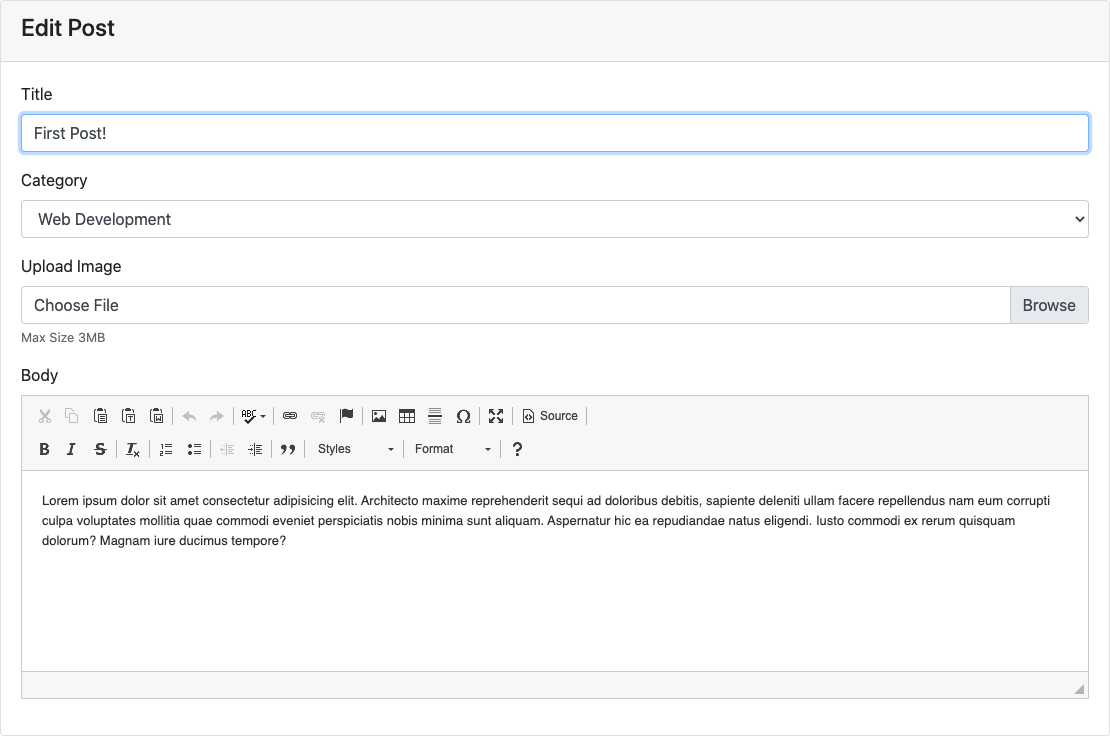 Edit Post
Title
First Post!
Category
Web Development
Upload Image
Choose File Browse
Max Size 3MB
Body
ABC Source
B I S Tx Styles Format ?
Lorem ipsum dolor sit amet consectetur adipisicing elit. Architecto maxime reprehenderit sequi ad doloribus debitis, sapiente deleniti ullam facere repellendus nam eum corrupti
culpa voluptates mollitia quae commodi eveniet perspiciatis nobis minima sunt aliquam. Aspernatur hic ea repudiandae natus eligendi. Iusto commodi ex rerum quisquam
dolorum? Magnam iure ducimus tempore?